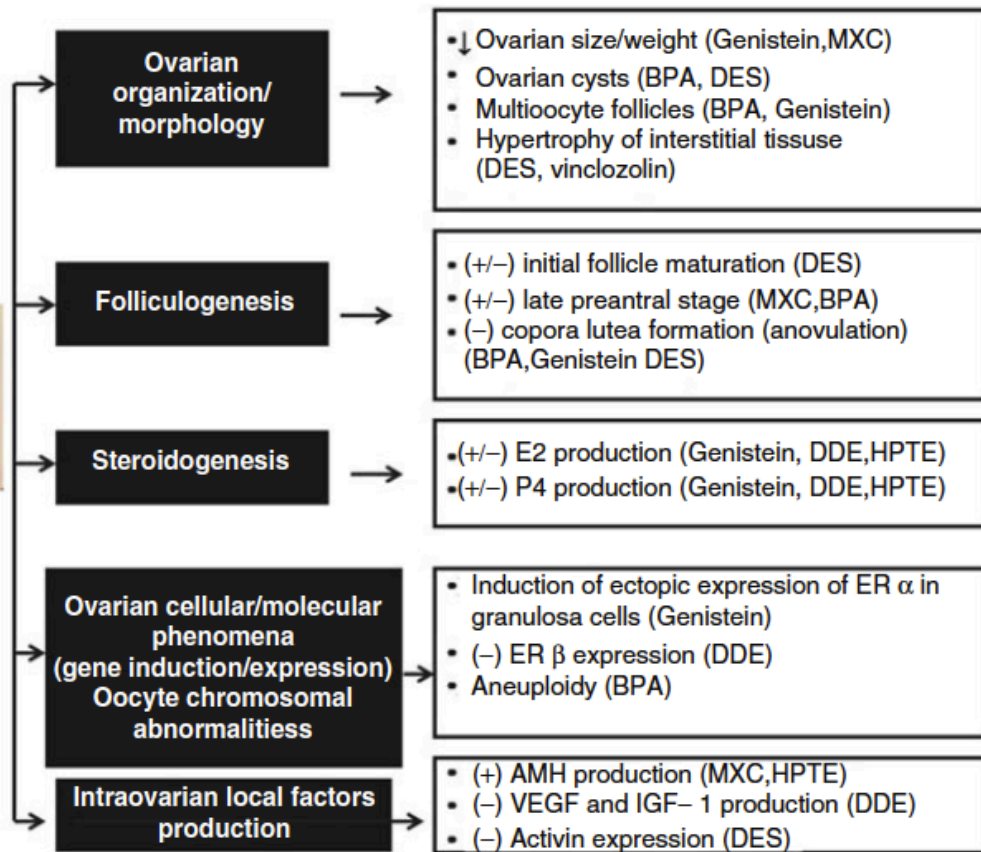 Ovarian
organization/
morphology
•↓ Ovarian size/weight (Genistein,MXC)
• Ovarian cysts (BPA, DES)
• Multioocyte follicles (BPA, Genistein)
• Hypertrophy of interstitial tissuse
(DES, vinclozolin)
Folliculogenesis
• (+/−) initial follicle maturation (DES)
• (+/−) late preantral stage (MXC,BPA)
• (−) copora lutea formation (anovulation)
(BPA,Genistein DES)
Steroidogenesis
•(+/−) E2 production (Genistein, DDE,HPTE)
•(+/−) P4 production (Genistein, DDE,HPTE)
Ovarian cellular/molecular
phenomena
(gene induction/expression)
Oocyte chromosomal
abnormalitiess
• Induction of ectopic expression of ER α in
granulosa cells (Genistein)
• (−) ER β expression (DDE)
• Aneuploidy (BPA)
Intraovarian local factors
production
• (+) AMH production (MXC,HPTE)
• (−) VEGF and IGF− 1 production (DDE)
• (−) Activin expression (DES)